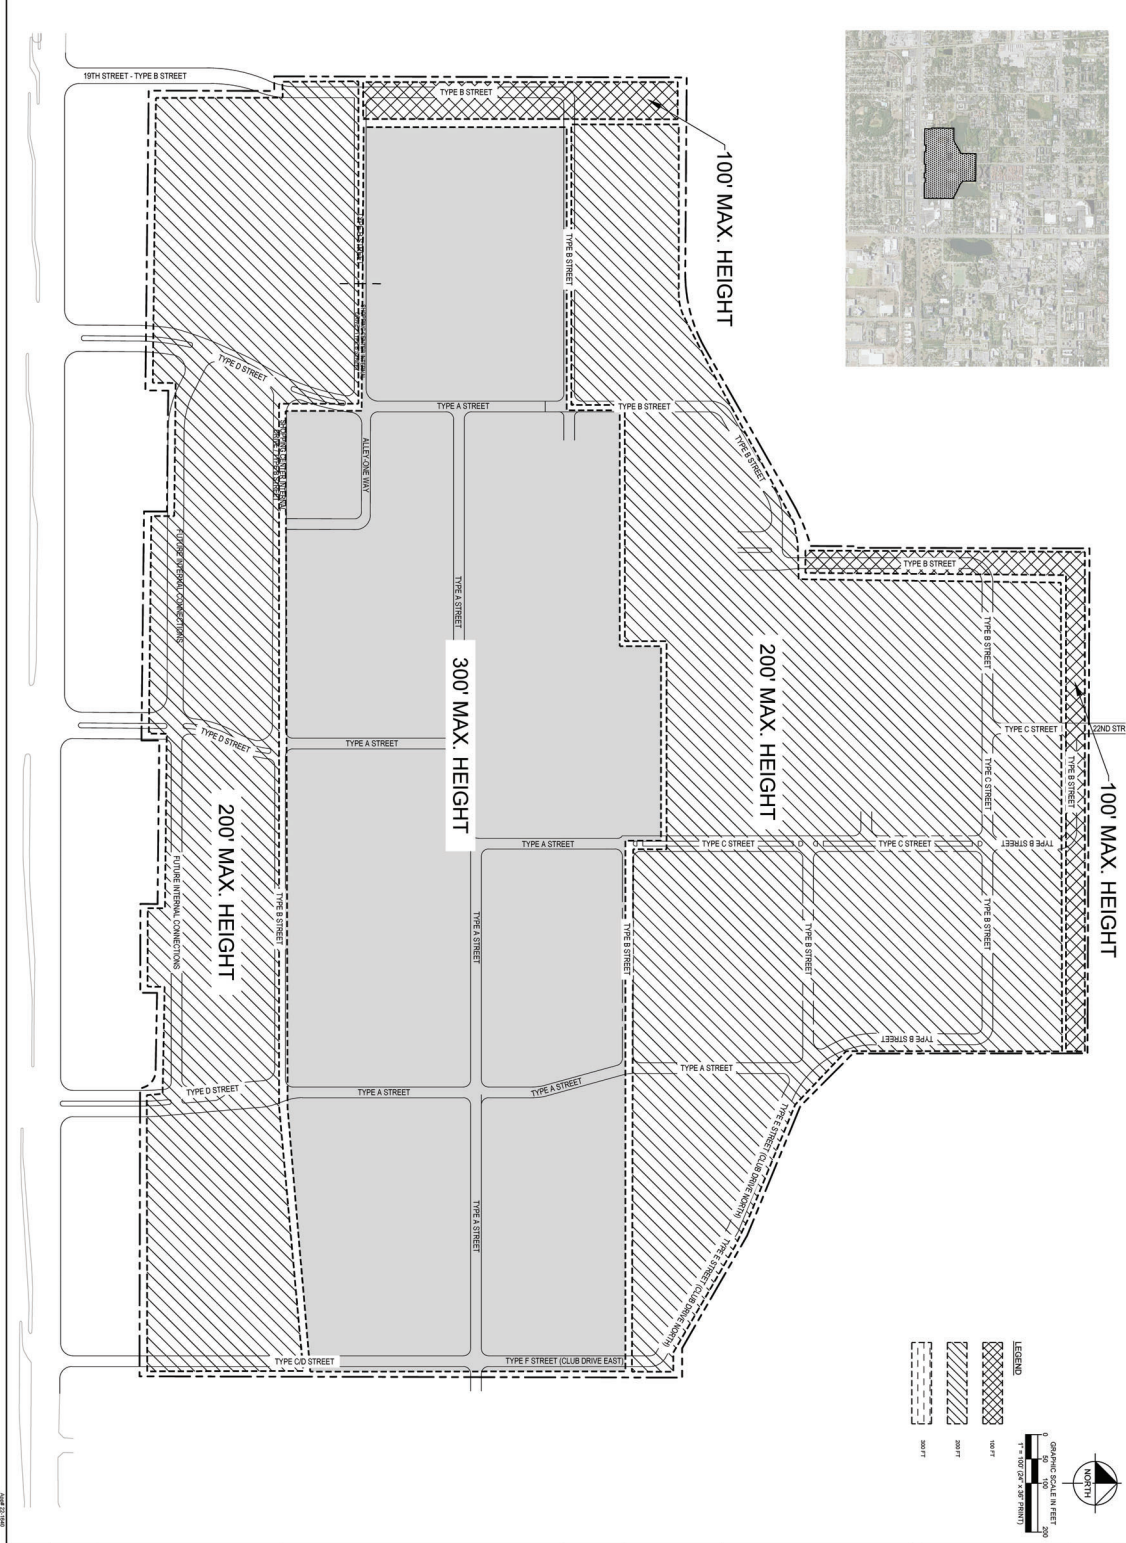 19TH STREET - TYPE B STREET
TYPE B STREET
100' MAX. HEIGHT
TYPE B STREET
TYPE D STREET
TYPE A STREET
TYPE B STREET
TYPE B STREET
ALLEY-ONE WAY
FUTURE INTERNAL CONNECTIONS
TYPE B STREET
TYPE A STREET
TYPE B STREET
300' MAX. HEIGHT
200' MAX. HEIGHT
TYPE D STREET
TYPE A STREET
TYPE C STREET
22ND STR
TYPE C STREET
TYPE B STREET
100' MAX. HEIGHT
200' MAX. HEIGHT
TYPE A STREET
TYPE C STREET
TYPE C STREET
TYPE B STREET
FUTURE INTERNAL CONNECTIONS
TYPE B STREET
TYPE A STREET
TYPE B STREET
TYPE B STREET
TYPE B STREET
TYPE B STREET
TYPE D STREET
TYPE A STREET
TYPE A STREET
TYPE A STREET
TYPE E STREET (CLUB DRIVE NORTH)
TYPE A STREET
TYPE E STREET (CLUB DRIVE NORTH)
TYPE C/D STREET
TYPE F STREET (CLUB DRIVE EAST)
LEGEND
100 FT
200 FT
300 FT
NORTH
GRAPHIC SCALE IN FEET
0 50 100 200
1" = 100' (24" x 36" PRINT)